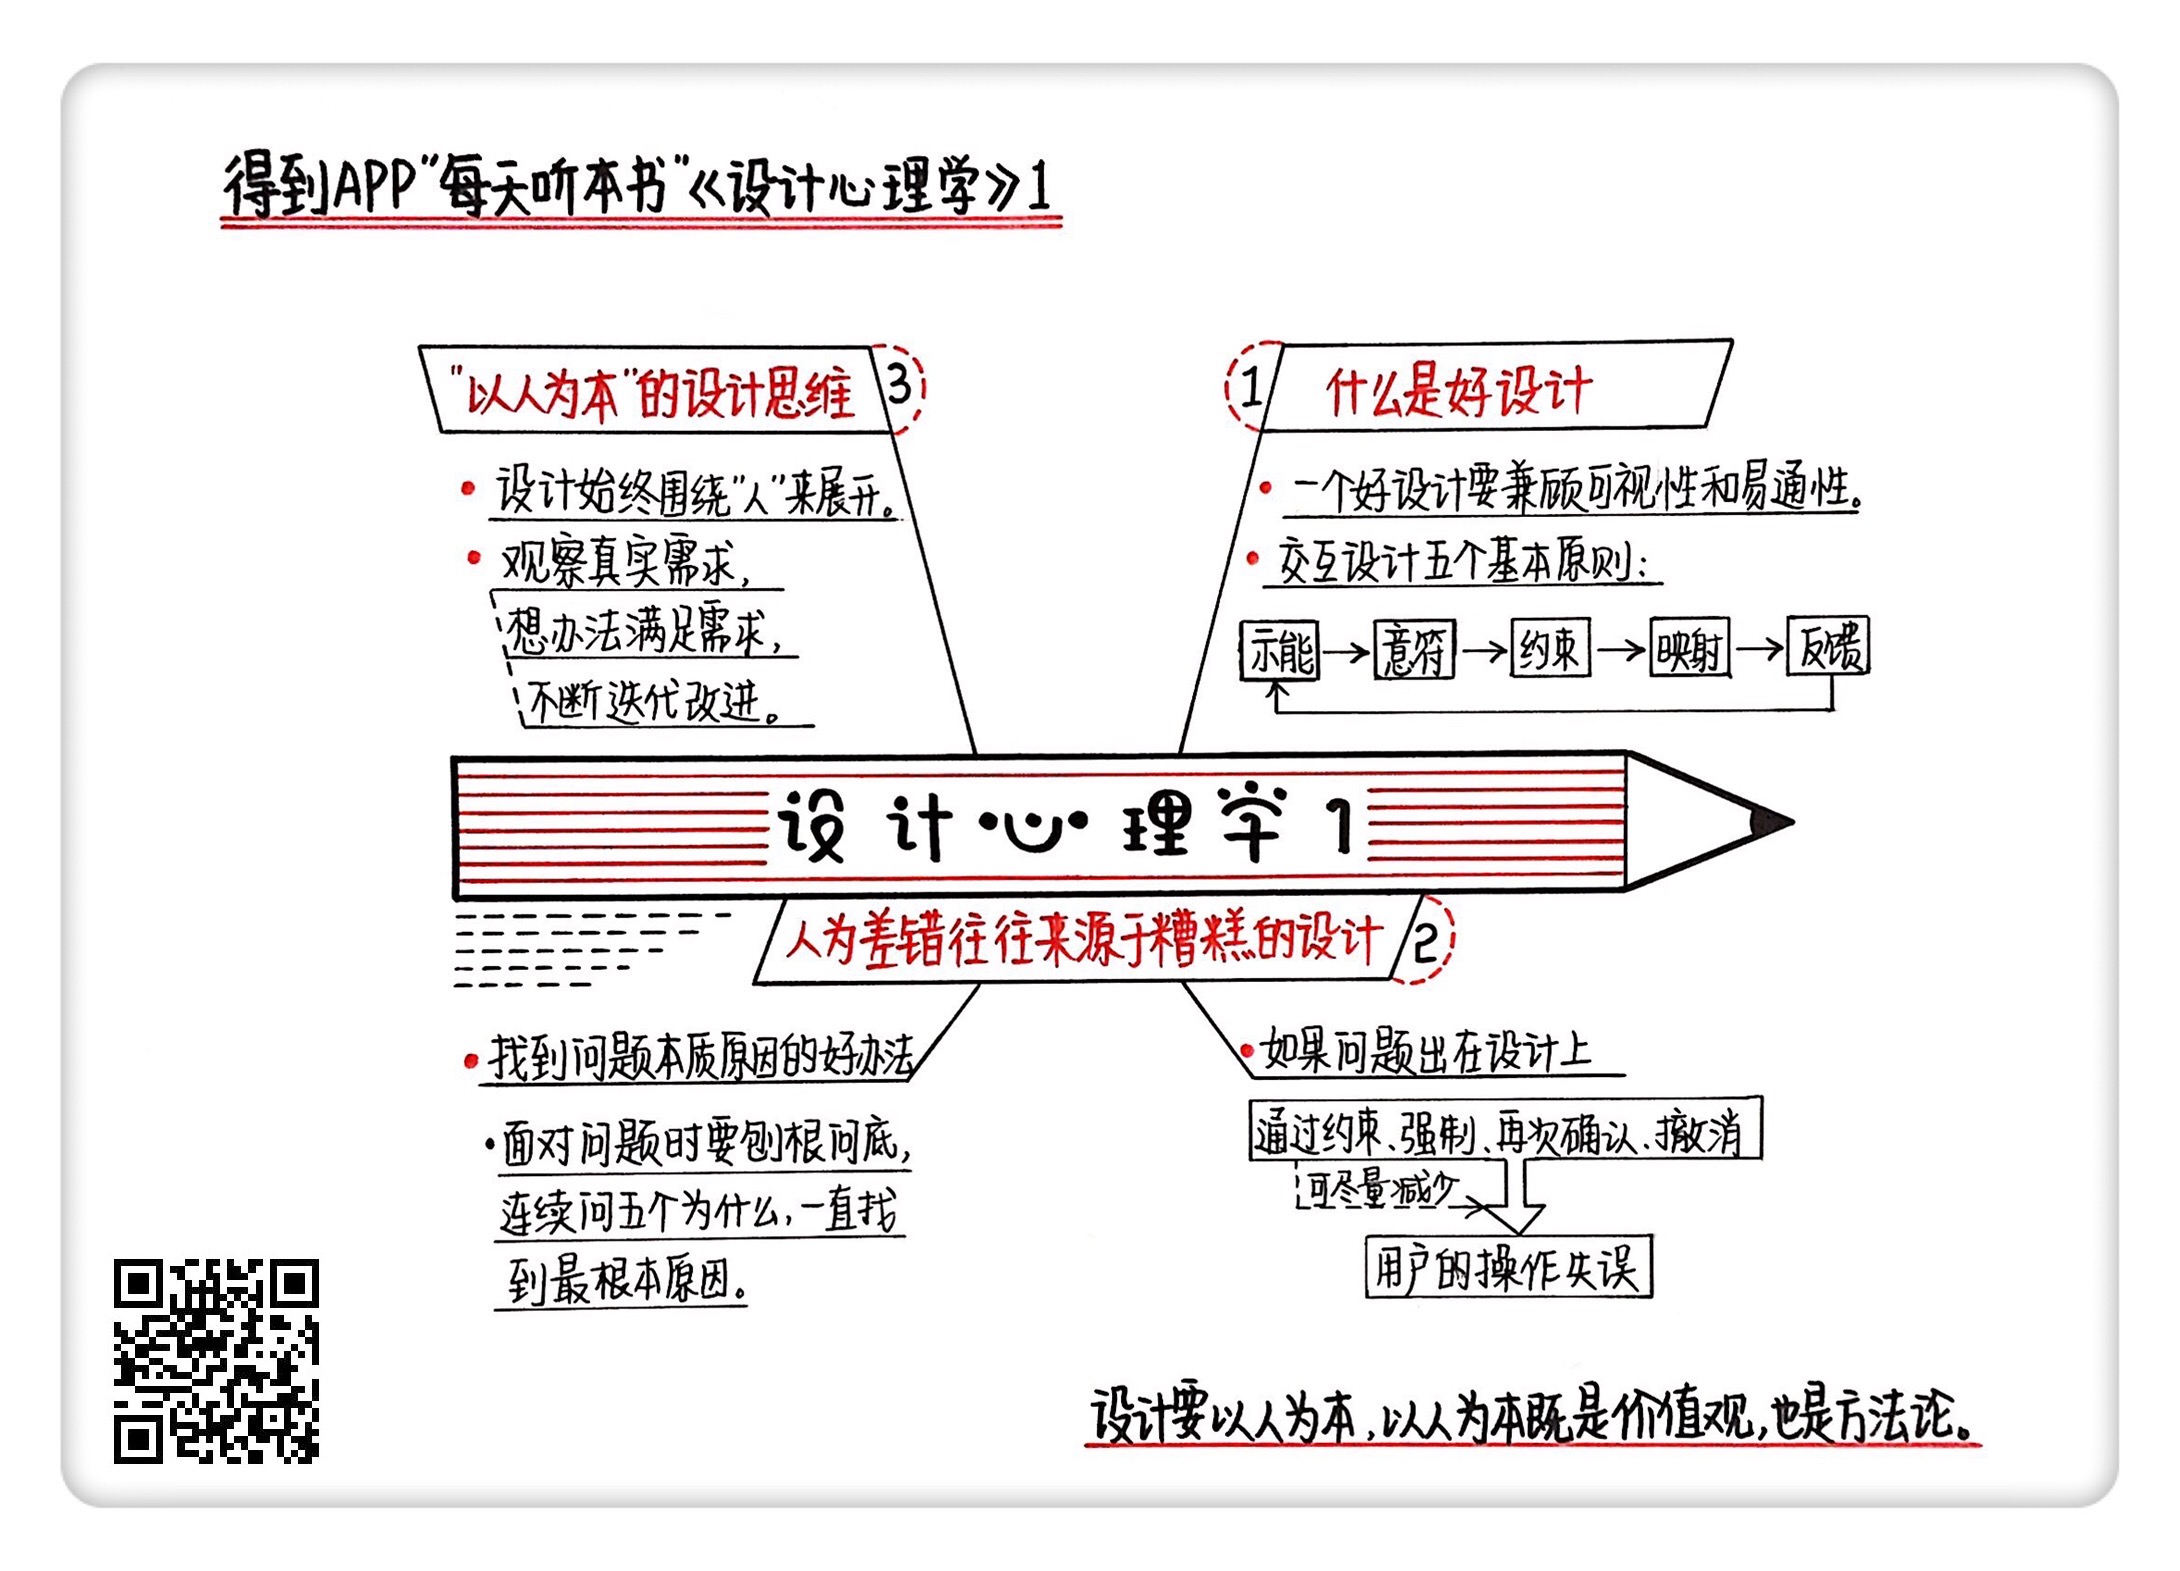 得到APP"每天听本书"《设计心理学》1
"以人为本"的设计思维 3
设计始终围绕"人"来展开。
观察真实需求，
想办法满足需求，
不断迭代改进。
1 什么是好设计
一个好设计要兼顾可视性和易通性。
交互设计五个基本原则：
示能 → 意符 → 约束 → 映射 → 反馈
设计心理学1
人为差错往往来源于糟糕的设计 2
找到问题本质原因的好办法
面对问题时要刨根问底，
连续问五个为什么，一直找
到最根本原因。
如果问题出在设计上
通过约束、强制、再次确认、撤消
可尽量减少
用户的操作失误
设计要以人为本，以人为本既是价值观，也是方法论。